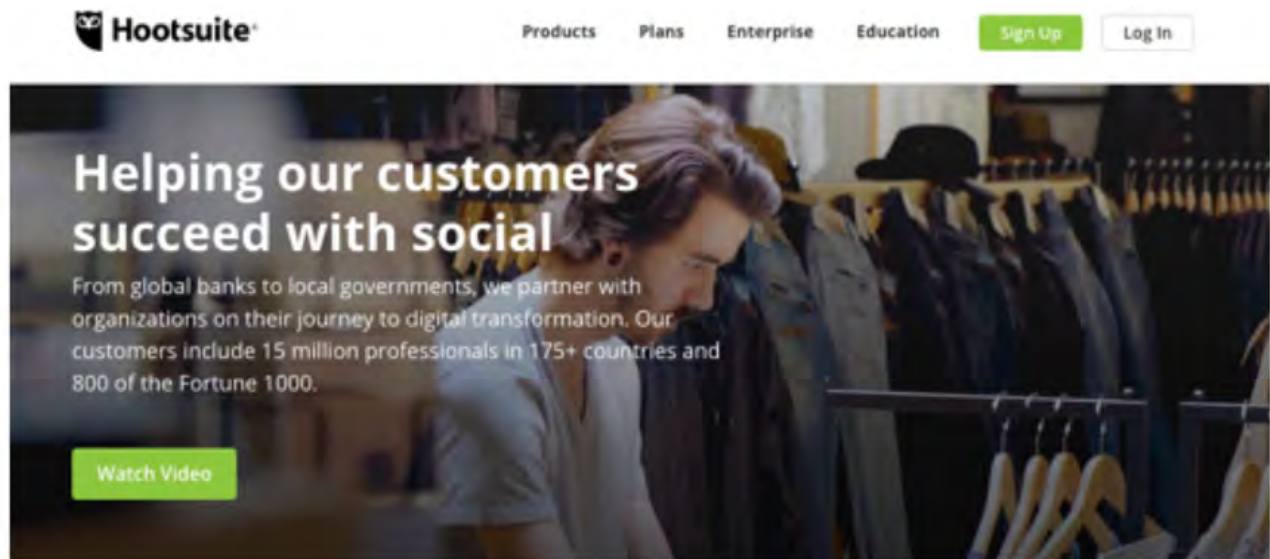 Hootsuite
Products Plans Enterprise Education Sign Up Log In
Helping our customers
succeed with social
From global banks to local governments, we partner with
organizations on their journey to digital transformation. Our
customers include 15 million professionals in 175+ countries and
800 of the Fortune 1000.
Watch Video